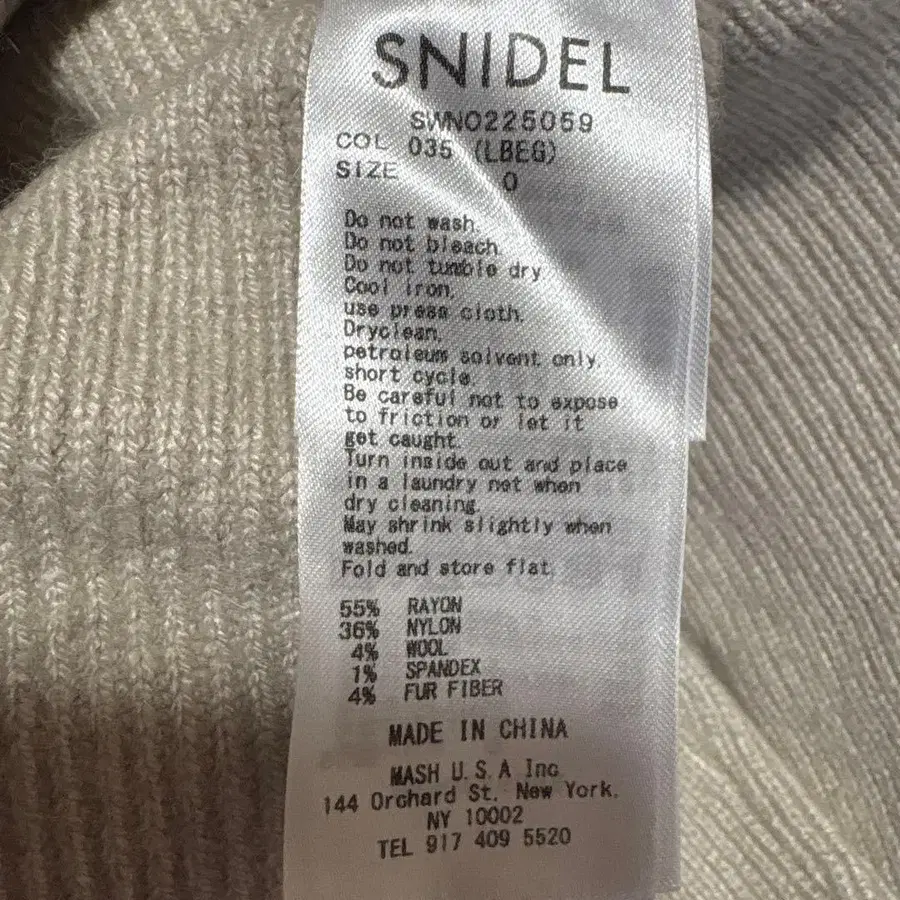 SNIDEL
SWNO225059
COL 035 (LBEG)
SIZE 0
Do not wash.
Do not bleach.
Do not tumble dry
Cool iron,
use press cloth.
Dryclean,
petroleum solvent only,
short cycle.
Be careful not to expose
to friction or let it
get caught.
Turn inside out and place
in a laundry net when
dry cleaning.
May shrink slightly when
washed.
Fold and store flat.
55% RAYON
36% NYLON
4% WOOL
1% SPANDEX
4% FUR FIBER
MADE IN CHINA
MASH U.S.A Inc
144 Orchard St. New York,
NY 10002
TEL 917 409 5520